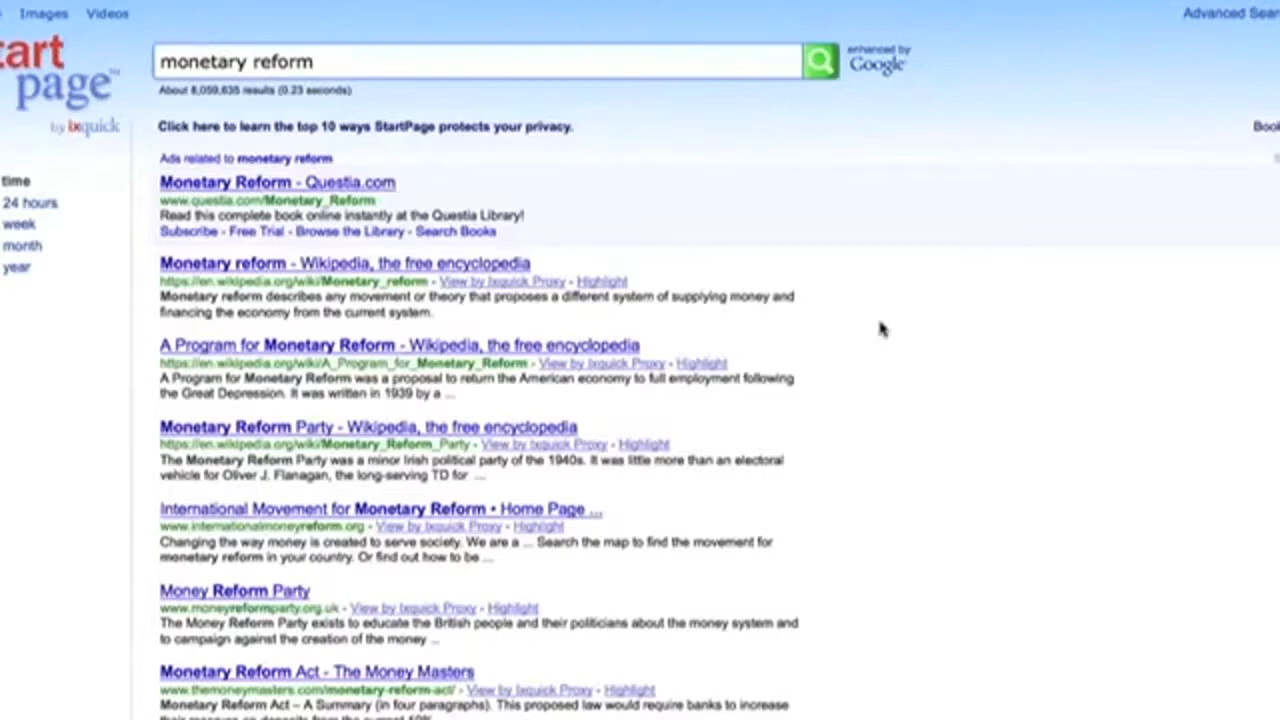 Images Videos
Advanced Sear
tart
page™
by ixquick
monetary reform
enhanced by
Google
About 8,059,635 results (0.23 seconds)
Click here to learn the top 10 ways StartPage protects your privacy.
Book
Ads related to monetary reform
time
24 hours
week
month
year
Monetary Reform - Questia.com
www.questia.com/Monetary_Reform
Read this complete book online instantly at the Questia Library!
Subscribe - Free Trial - Browse the Library - Search Books
Monetary reform - Wikipedia, the free encyclopedia
https://en.wikipedia.org/wiki/Monetary_reform - View by Ixquick Proxy - Highlight
Monetary reform describes any movement or theory that proposes a different system of supplying money and
financing the economy from the current system.
A Program for Monetary Reform - Wikipedia, the free encyclopedia
https://en.wikipedia.org/wiki/A_Program_for_Monetary_Reform - View by Ixquick Proxy - Highlight
A Program for Monetary Reform was a proposal to return the American economy to full employment following
the Great Depression. It was written in 1939 by a ...
Monetary Reform Party - Wikipedia, the free encyclopedia
https://en.wikipedia.org/wiki/Monetary_Reform_Party - View by Ixquick Proxy - Highlight
The Monetary Reform Party was a minor Irish political party of the 1940s. It was little more than an electoral
vehicle for Oliver J. Flanagan, the long-serving TD for ...
International Movement for Monetary Reform • Home Page ...
www.internationalmoneyreform.org - View by Ixquick Proxy - Highlight
Changing the way money is created to serve society. We are a ... Search the map to find the movement for
monetary reform in your country. Or find out how to be ...
Money Reform Party
www.moneyreformparty.org.uk - View by Ixquick Proxy - Highlight
The Money Reform Party exists to educate the British people and their politicians about the money system and
to campaign against the creation of the money ...
Monetary Reform Act - The Money Masters
www.themoneymasters.com/monetary-reform-act/ - View by Ixquick Proxy - Highlight
Monetary Reform Act – A Summary (in four paragraphs). This proposed law would require banks to increase